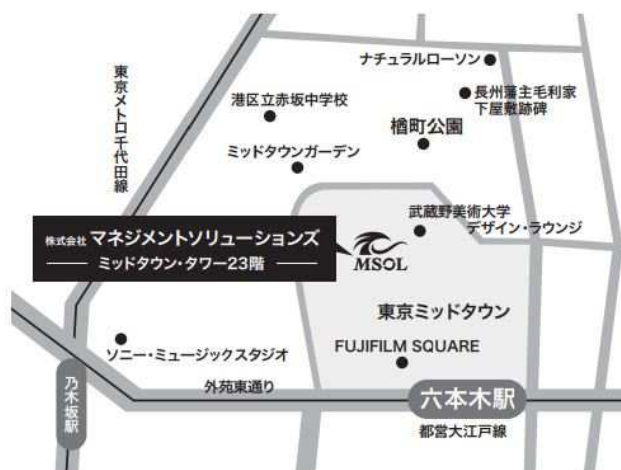 ナチュラルローソン
東京メトロ千代田線
港区立赤坂中学校
長州藩主毛利家
下屋敷跡碑
檜町公園
ミッドタウンガーデン
武蔵野美術大学
デザイン・ラウンジ
株式会社 マネジメントソリューションズ
ミッドタウン・タワー23階
MSOL
東京ミッドタウン
ソニー・ミュージックスタジオ
FUJIFILM SQUARE
乃木坂駅
外苑東通り
六本木駅
都営大江戸線